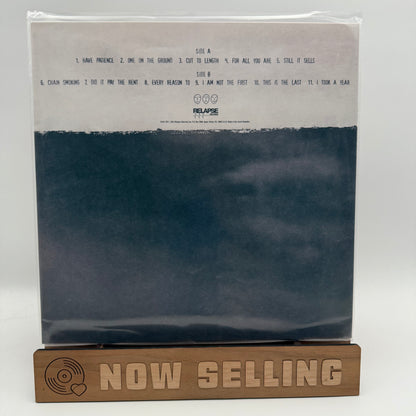 SIDE A
1. HAVE PATIENCE 2. ONE ON THE GROUND 3. CUT TO LENGTH 4. FOR ALL YOU ARE 5. STILL IT SELLS
SIDE B
6. CHAIN SMOKING 7. DID IT PAY THE RENT 8. EVERY REASON TO 9. I AM NOT THE FIRST 10. THIS IS THE LAST 11. I TOOK A YEAR
RELAPSE
NOW SELLING